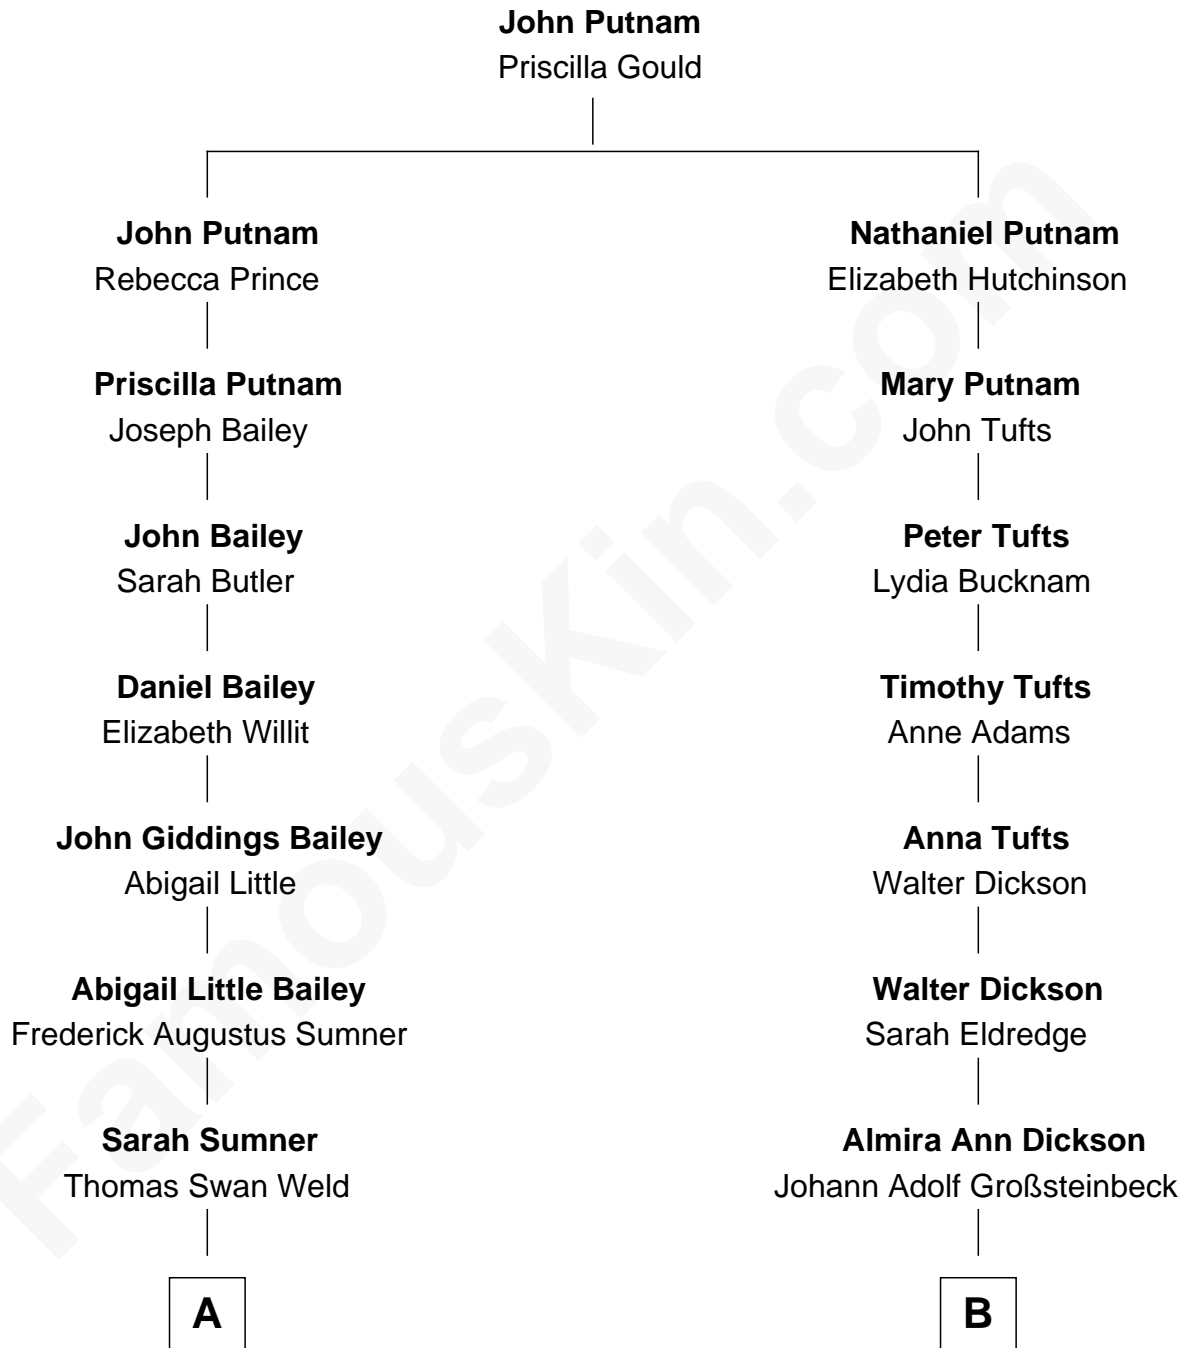 John Putnam
Priscilla Gould
John Putnam
Rebecca Prince
Nathaniel Putnam
Elizabeth Hutchinson
Priscilla Putnam
Joseph Bailey
Mary Putnam
John Tufts
John Bailey
Sarah Butler
Peter Tufts
Lydia Bucknam
Daniel Bailey
Elizabeth Willit
Timothy Tufts
Anne Adams
John Giddings Bailey
Abigail Little
Anna Tufts
Walter Dickson
Abigail Little Bailey
Frederick Augustus Sumner
Walter Dickson
Sarah Eldredge
Sarah Sumner
Thomas Swan Weld
Almira Ann Dickson
Johann Adolf Großsteinbeck
A
B
FamousKin.com